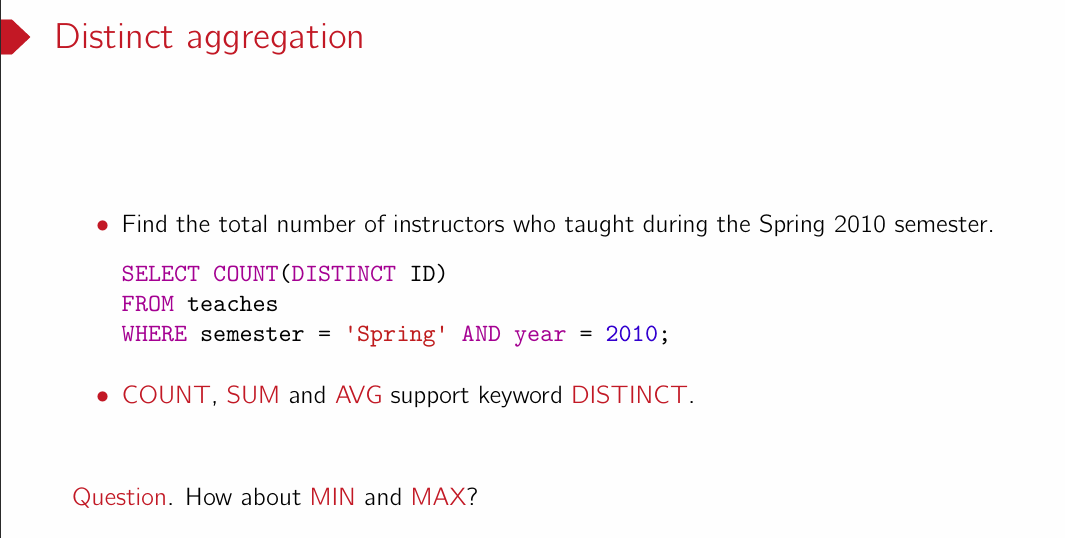 Distinct aggregation
• Find the total number of instructors who taught during the Spring 2010 semester.
SELECT COUNT(DISTINCT ID)
FROM teaches
WHERE semester = 'Spring' AND year = 2010;
• COUNT, SUM and AVG support keyword DISTINCT.
Question. How about MIN and MAX?